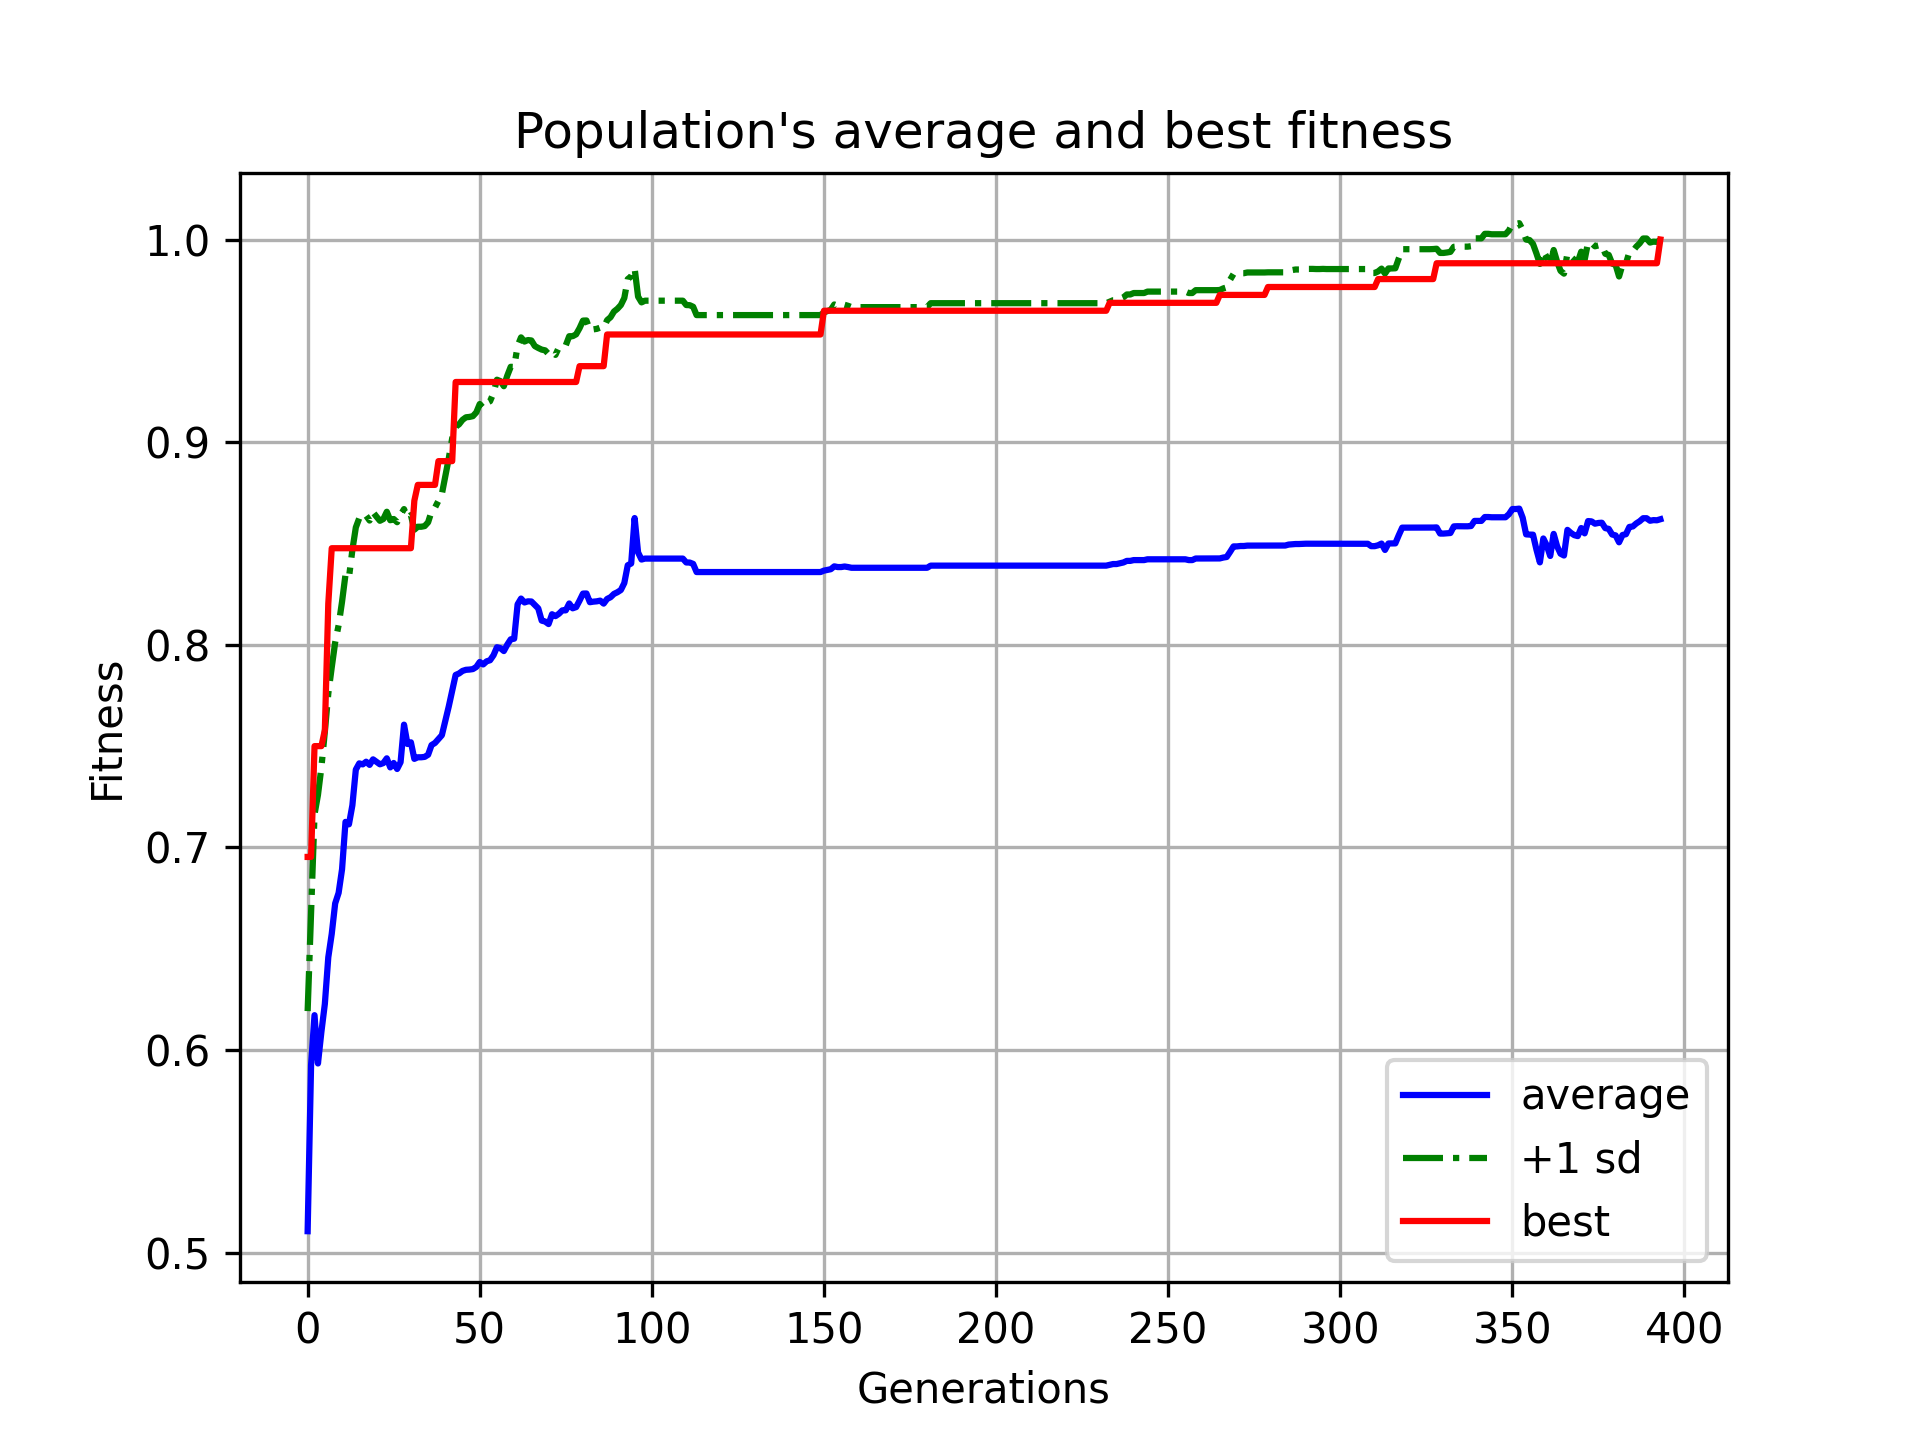 Population's average and best fitness
1.0
0.9
0.8
0.7
0.6
0.5
Fitness
0 50 100 150 200 250 300 350 400
Generations
average
+1 sd
best